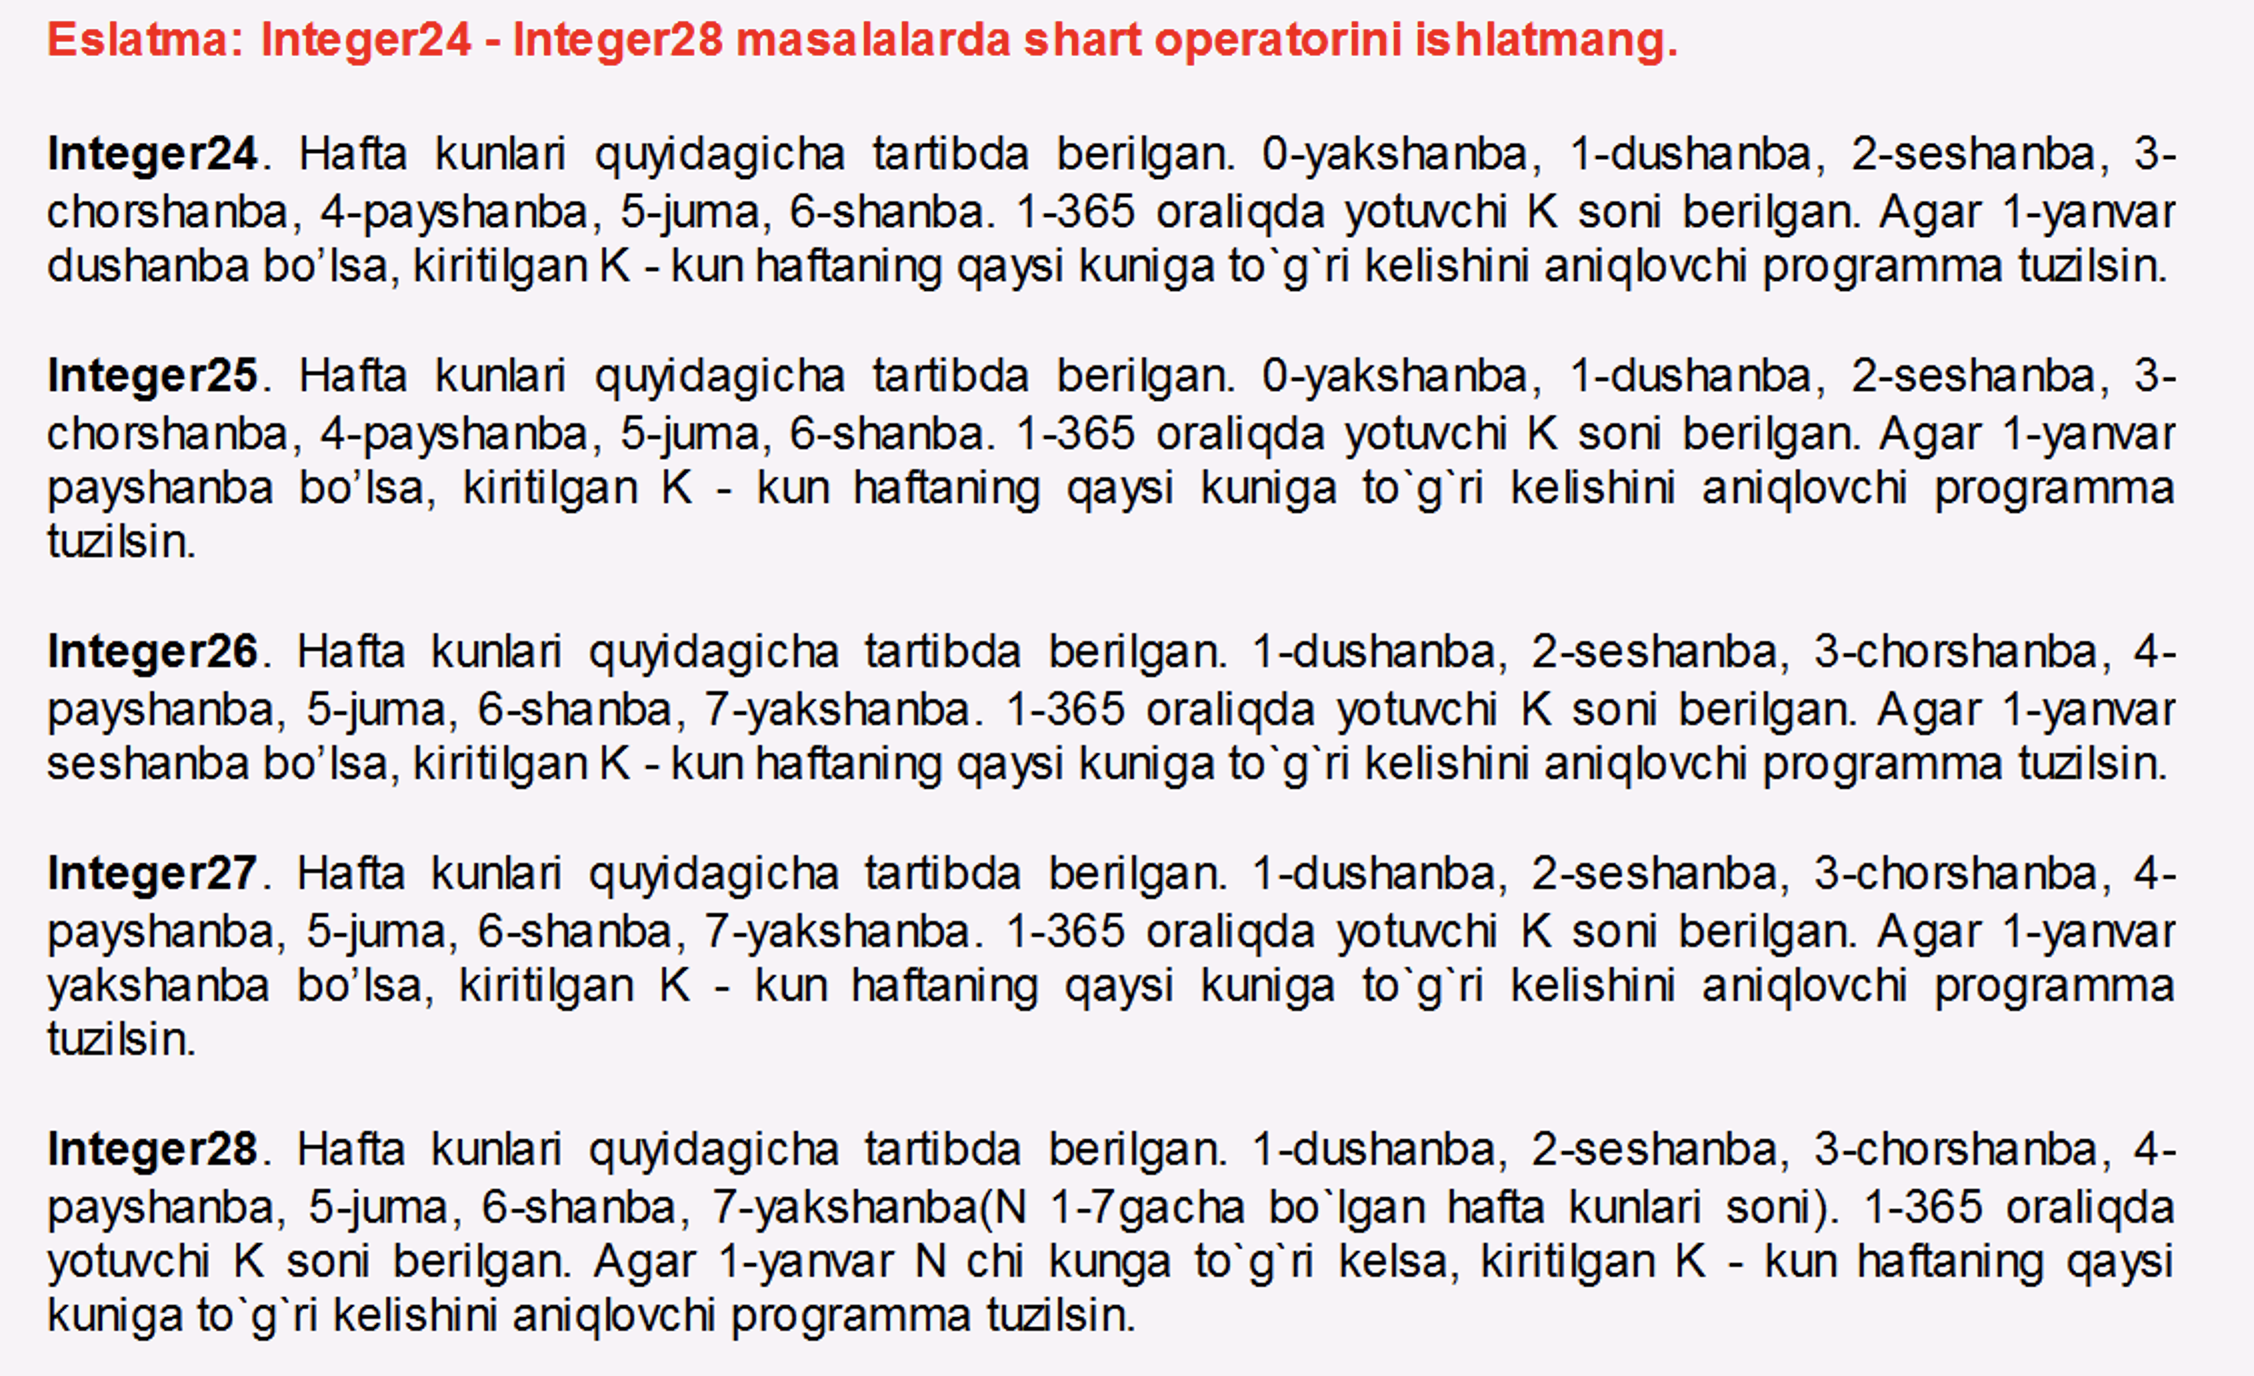 Eslatma: Integer24 - Integer28 masalalarda shart operatorini ishlatmang.
Integer24. Hafta kunlari quyidagicha tartibda berilgan. 0-yakshanba, 1-dushanba, 2-seshanba, 3-
chorshanba, 4-payshanba, 5-juma, 6-shanba. 1-365 oraliqda yotuvchi K soni berilgan. Agar 1-yanvar
dushanba bo’lsa, kiritilgan K - kun haftaning qaysi kuniga to`g`ri kelishini aniqlovchi programma tuzilsin.
Integer25. Hafta kunlari quyidagicha tartibda berilgan. 0-yakshanba, 1-dushanba, 2-seshanba, 3-
chorshanba, 4-payshanba, 5-juma, 6-shanba. 1-365 oraliqda yotuvchi K soni berilgan. Agar 1-yanvar
payshanba bo’lsa, kiritilgan K - kun haftaning qaysi kuniga to`g`ri kelishini aniqlovchi programma
tuzilsin.
Integer26. Hafta kunlari quyidagicha tartibda berilgan. 1-dushanba, 2-seshanba, 3-chorshanba, 4-
payshanba, 5-juma, 6-shanba, 7-yakshanba. 1-365 oraliqda yotuvchi K soni berilgan. Agar 1-yanvar
seshanba bo’lsa, kiritilgan K - kun haftaning qaysi kuniga to`g`ri kelishini aniqlovchi programma tuzilsin.
Integer27. Hafta kunlari quyidagicha tartibda berilgan. 1-dushanba, 2-seshanba, 3-chorshanba, 4-
payshanba, 5-juma, 6-shanba, 7-yakshanba. 1-365 oraliqda yotuvchi K soni berilgan. Agar 1-yanvar
yakshanba bo’lsa, kiritilgan K - kun haftaning qaysi kuniga to`g`ri kelishini aniqlovchi programma
tuzilsin.
Integer28. Hafta kunlari quyidagicha tartibda berilgan. 1-dushanba, 2-seshanba, 3-chorshanba, 4-
payshanba, 5-juma, 6-shanba, 7-yakshanba(N 1-7gacha bo`lgan hafta kunlari soni). 1-365 oraliqda
yotuvchi K soni berilgan. Agar 1-yanvar N chi kunga to`g`ri kelsa, kiritilgan K - kun haftaning qaysi
kuniga to`g`ri kelishini aniqlovchi programma tuzilsin.